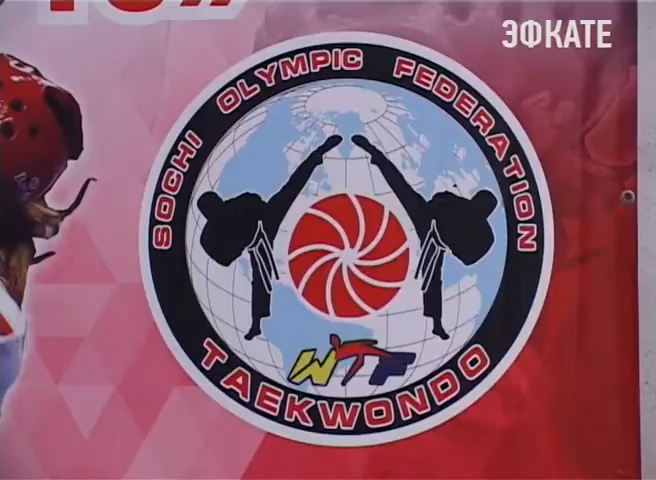 ЭФКАТЕ
SOCHI OLYMPIC FEDERATION
WTF
TAEKWONDO